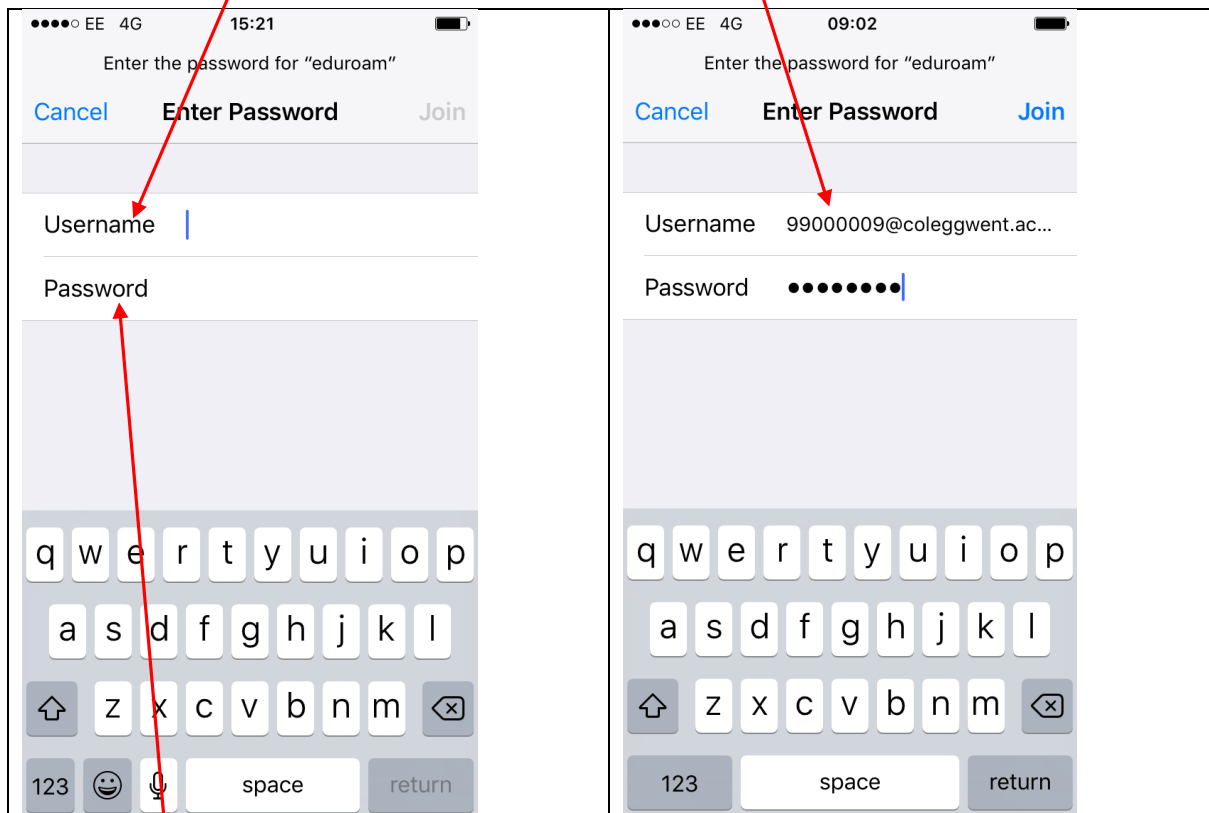 EE 4G 15:21
Enter the password for “eduroam”
Cancel Enter Password Join
Username
Password
q w e r t y u i o p
a s d f g h j k l
z x c v b n m
123 space return
EE 4G 09:02
Enter the password for “eduroam”
Cancel Enter Password Join
Username 99000009@coleggwent.ac...
Password ••••••••
q w e r t y u i o p
a s d f g h j k l
z x c v b n m
123 space return